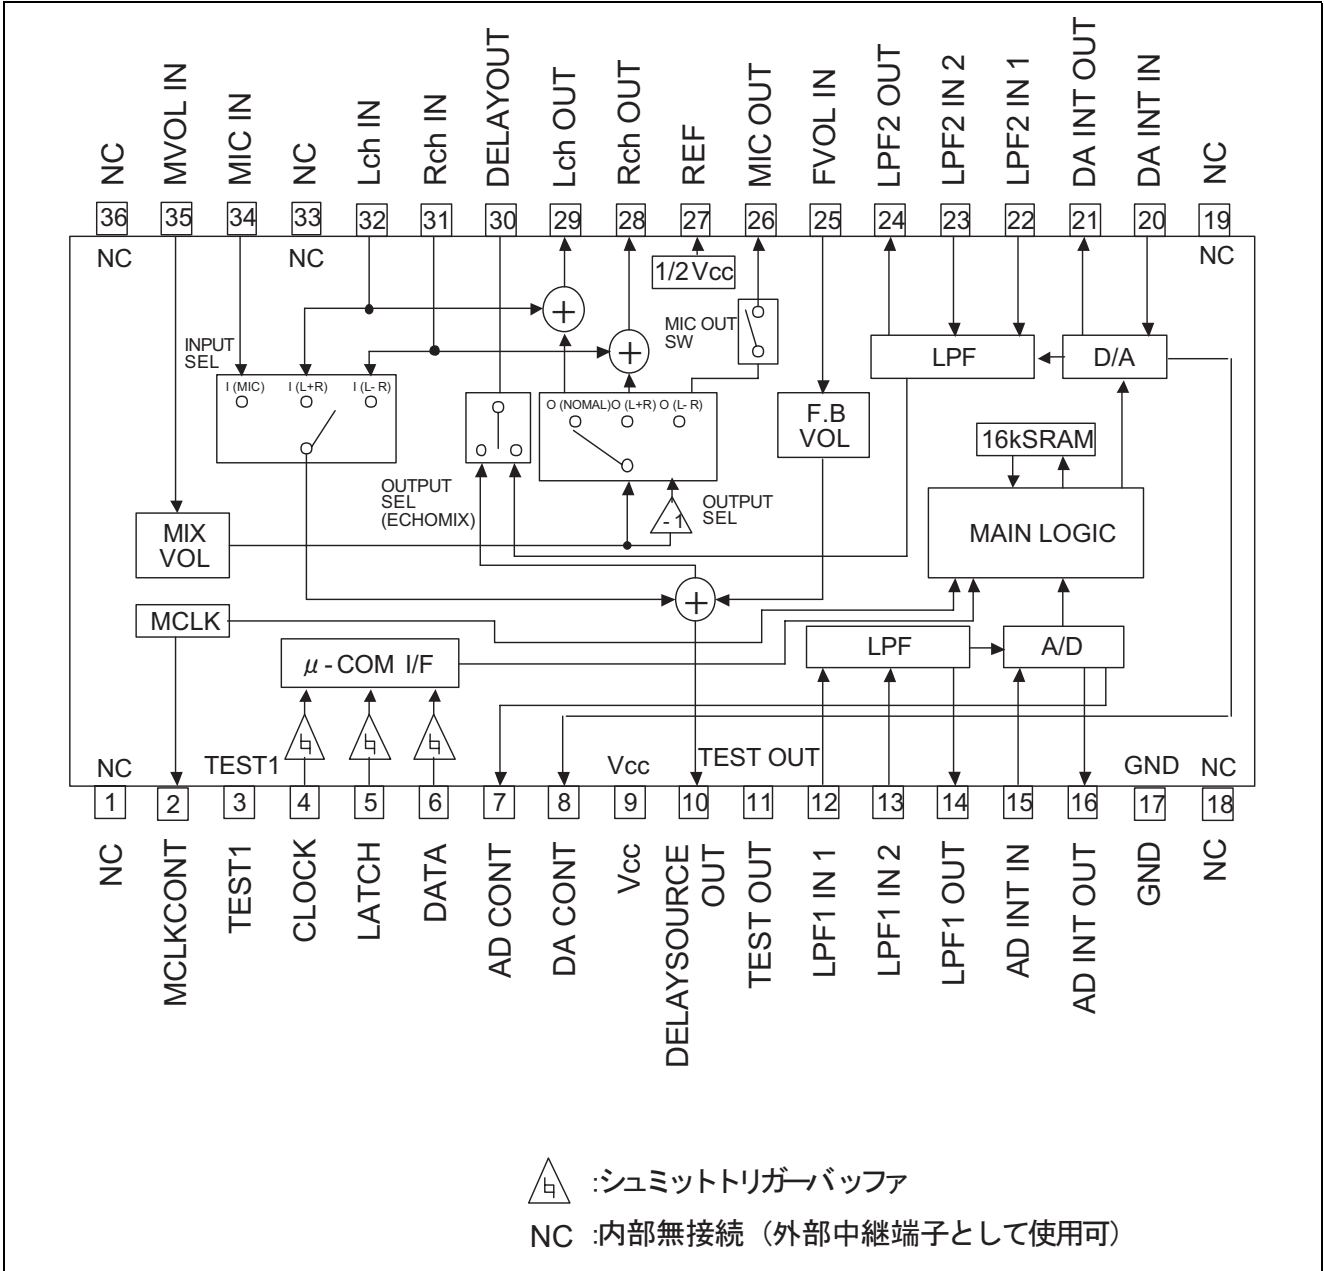 NC
MVOL IN
MIC IN
NC
Lch IN
Rch IN
DELAYOUT
Lch OUT
Rch OUT
REF
MIC OUT
FVOL IN
LPF2 OUT
LPF2 IN 2
LPF2 IN 1
DA INT OUT
DA INT IN
NC
36
35
34
33
32
31
30
29
28
27
26
25
24
23
22
21
20
19
NC
NC
NC
1/2 Vcc
INPUT
SEL
MIC OUT
SW
LPF
D/A
I (MIC)
I (L+R)
I (L- R)
O (NOMAL)
O (L+R)
O (L- R)
F.B
VOL
16kSRAM
OUTPUT
SEL
(ECHOMIX)
OUTPUT
SEL
- 1
MIX
VOL
MAIN LOGIC
MCLK
μ - COM I/F
LPF
A/D
NC
TEST1
Vcc
TEST OUT
GND
NC
1
2
3
4
5
6
7
8
9
10
11
12
13
14
15
16
17
18
NC
MCLKCONT
TEST1
CLOCK
LATCH
DATA
AD CONT
DA CONT
Vcc
DELAYSOURCE
OUT
TEST OUT
LPF1 IN 1
LPF1 IN 2
LPF1 OUT
AD INT IN
AD INT OUT
GND
NC
:シュミットトリガーバッファ
NC :内部無接続（外部中継端子として使用可）